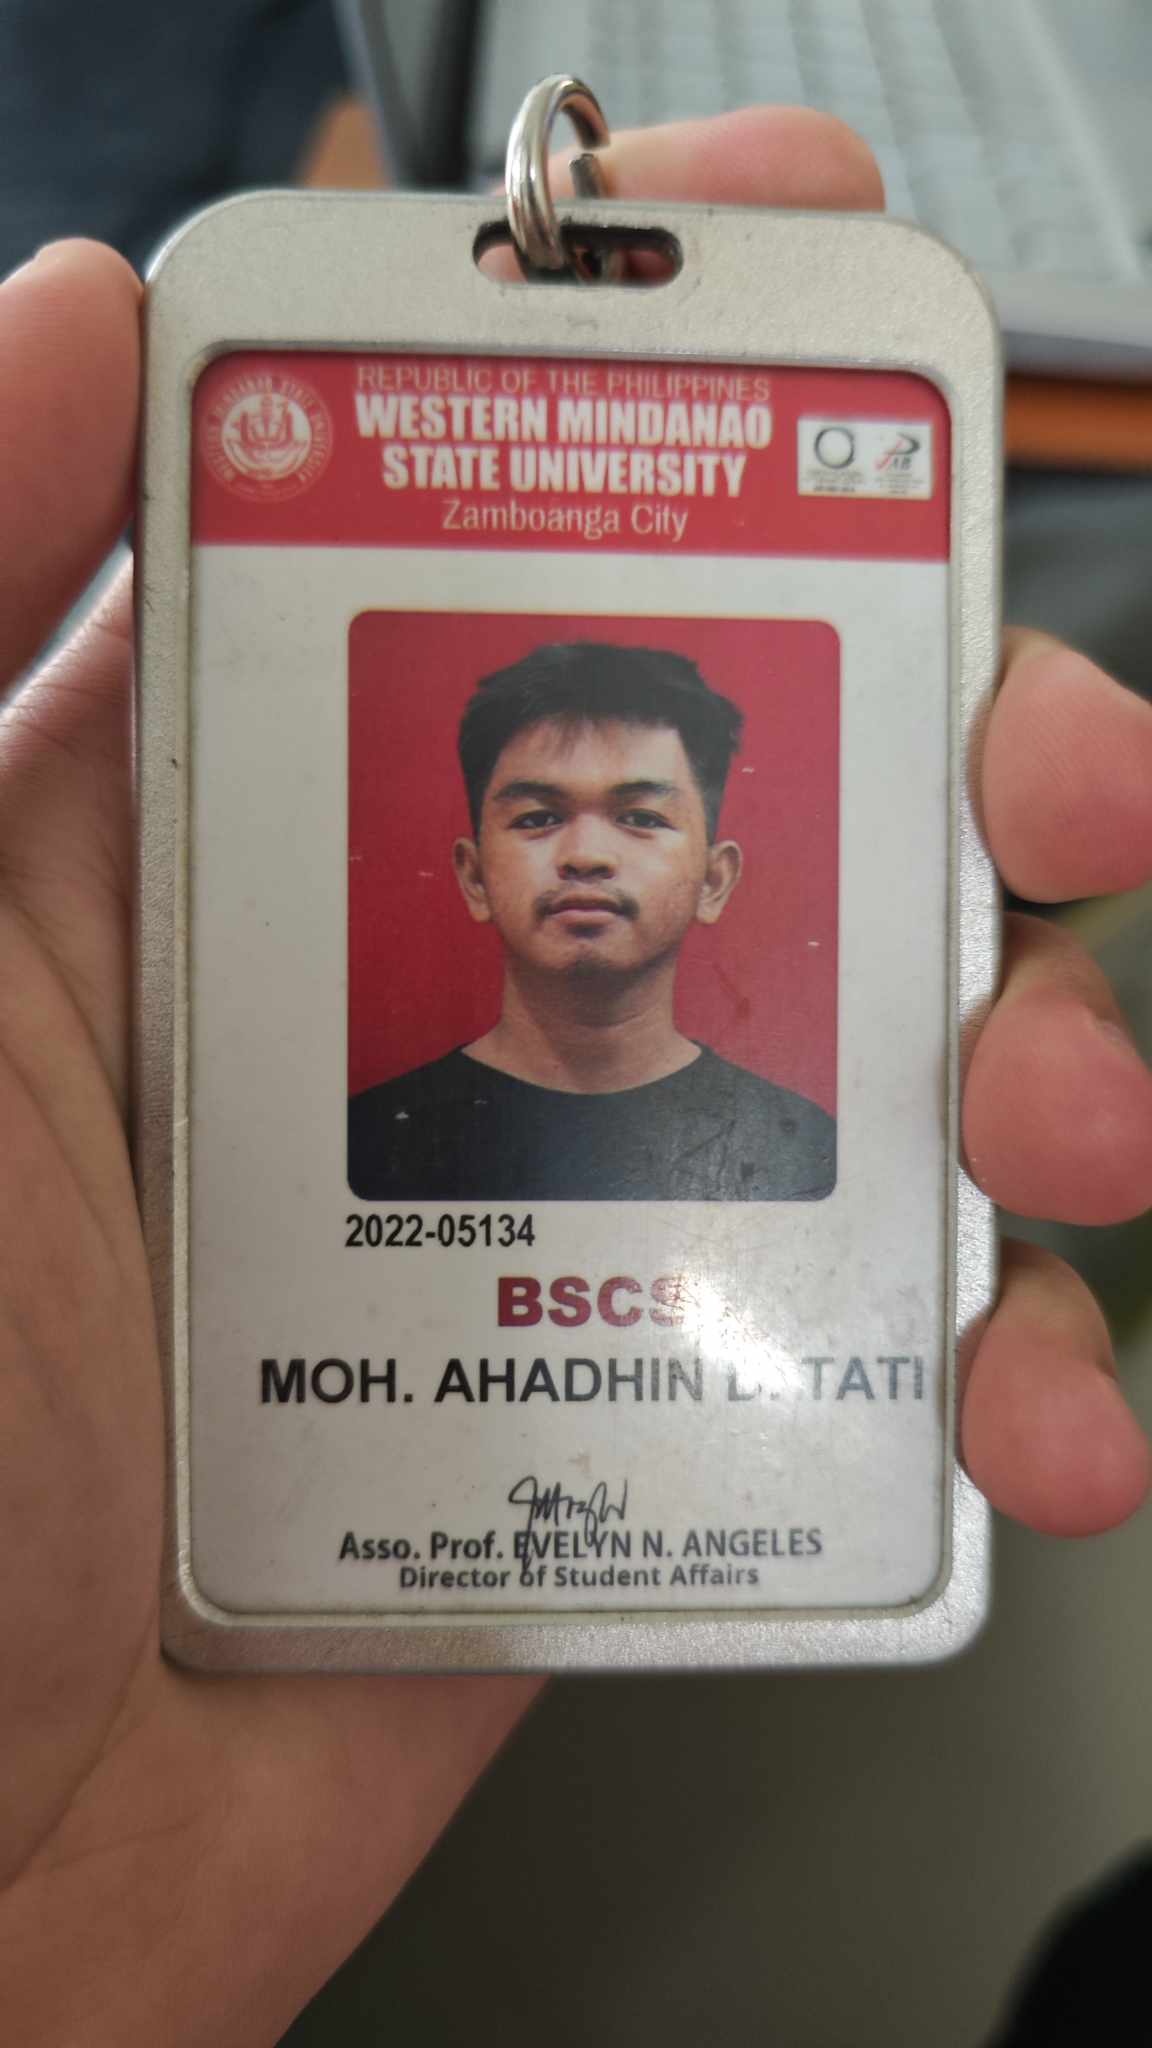 REPUBLIC OF THE PHILIPPINES
WESTERN MINDANAO
STATE UNIVERSITY
Zamboanga City
2022-05134
BSCS
MOH. AHADHIN D. TATI
Asso. Prof. EVELYN N. ANGELES
Director of Student Affairs